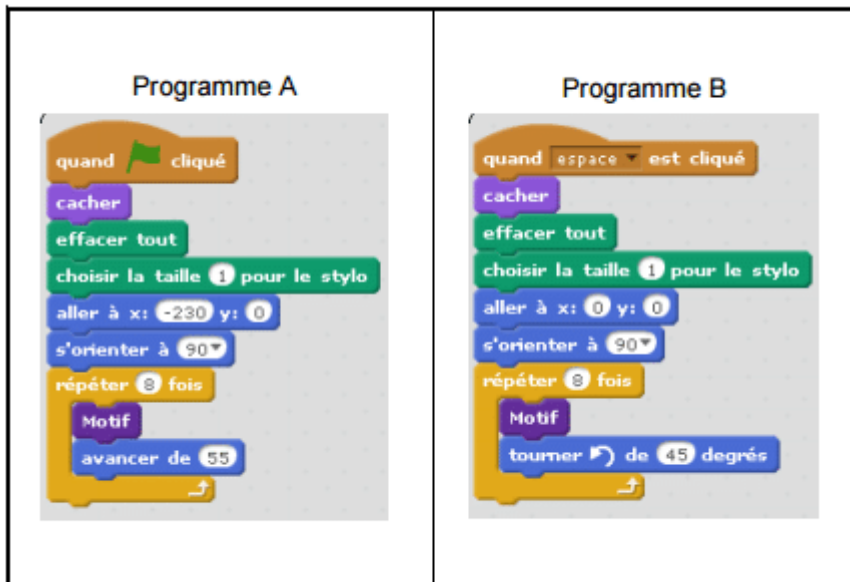 Programme A
quand cliqué
cacher
effacer tout
choisir la taille 1 pour le stylo
aller à x: -230 y: 0
s'orienter à 90
répéter 8 fois
Motif
avancer de 55
Programme B
quand espace est cliqué
cacher
effacer tout
choisir la taille 1 pour le stylo
aller à x: 0 y: 0
s'orienter à 90
répéter 8 fois
Motif
tourner de 45 degrés